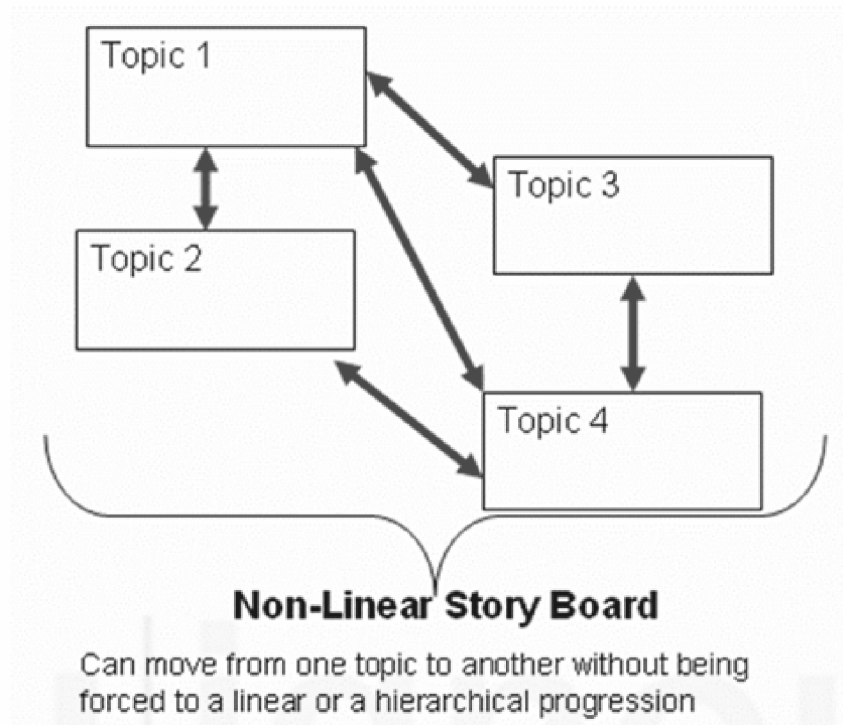 Topic 1
Topic 3
Topic 2
Topic 4
Non-Linear Story Board
Can move from one topic to another without being
forced to a linear or a hierarchical progression